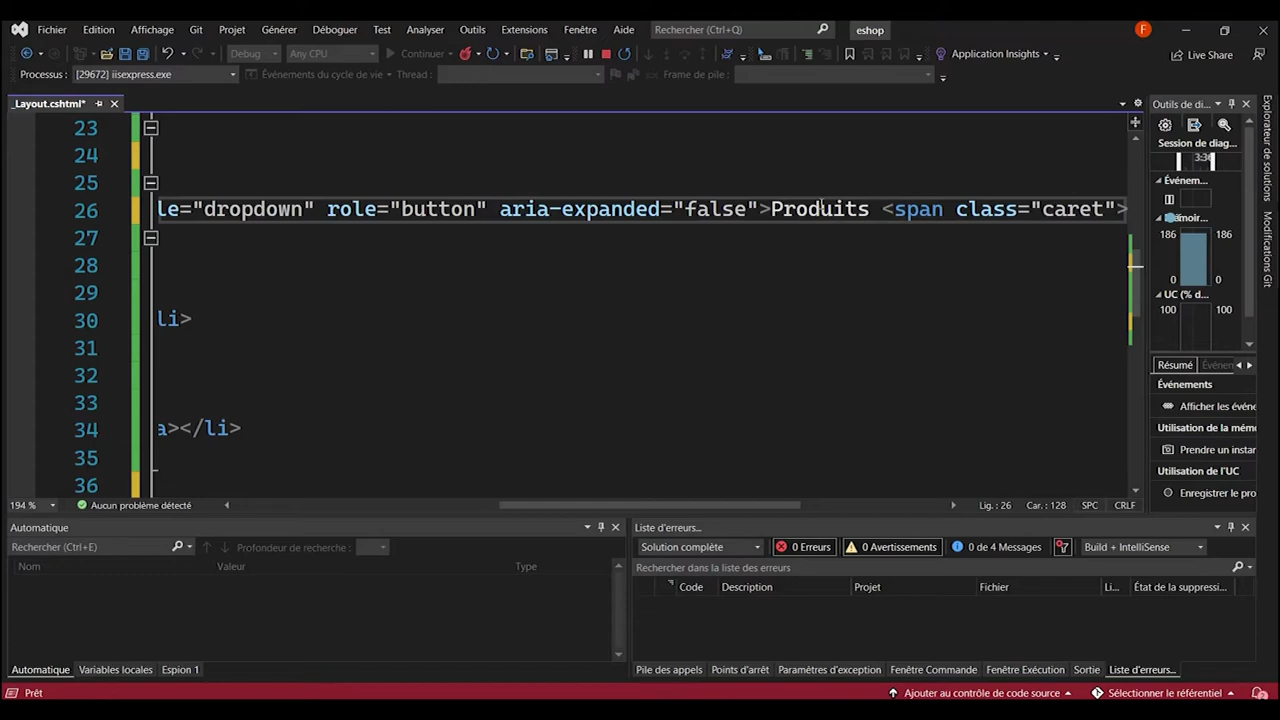 Fichier Edition Affichage Git Projet Générer Déboguer Test Analyser Outils Extensions Fenêtre Aide Rechercher (Ctrl+Q) eshop F
Debug Any CPU Continuer Application Insights Live Share
Processus : [29672] iisexpress.exe Événements du cycle de vie Thread : Frame de pile :
_Layout.cshtml* Outils de di...
23
24 Session de diag...
3:36
25 Événem...
26 le="dropdown" role="button" aria-expanded="false">Produits <span class="caret">
27 186 186
28 0 0
29 UC (% d...
30 li> 100 100
31
32 Résumé Événem
33 Événements
34 a></li> Afficher les événe
35 Utilisation de la mém
Prendre un instar
36 Utilisation de l'UC
Enregistrer le pro
194 % Aucun problème détecté Lig. : 26 Car. : 128 SPC CRLF
Explorateur de solutions Modifications Git
Automatique Liste d'erreurs...
Rechercher (Ctrl+E) Profondeur de recherche : Solution complète 0 Erreurs 0 Avertissements 0 de 4 Messages Build + IntelliSense
Nom Valeur Type Rechercher dans la liste des erreurs
Code Description Projet Fichier Li... État de la suppressi...
Automatique Variables locales Espion 1 Pile des appels Points d'arrêt Paramètres d'exception Fenêtre Commande Fenêtre Exécution Sortie Liste d'erreurs...
Prêt Ajouter au contrôle de code source Sélectionner le référentiel 2